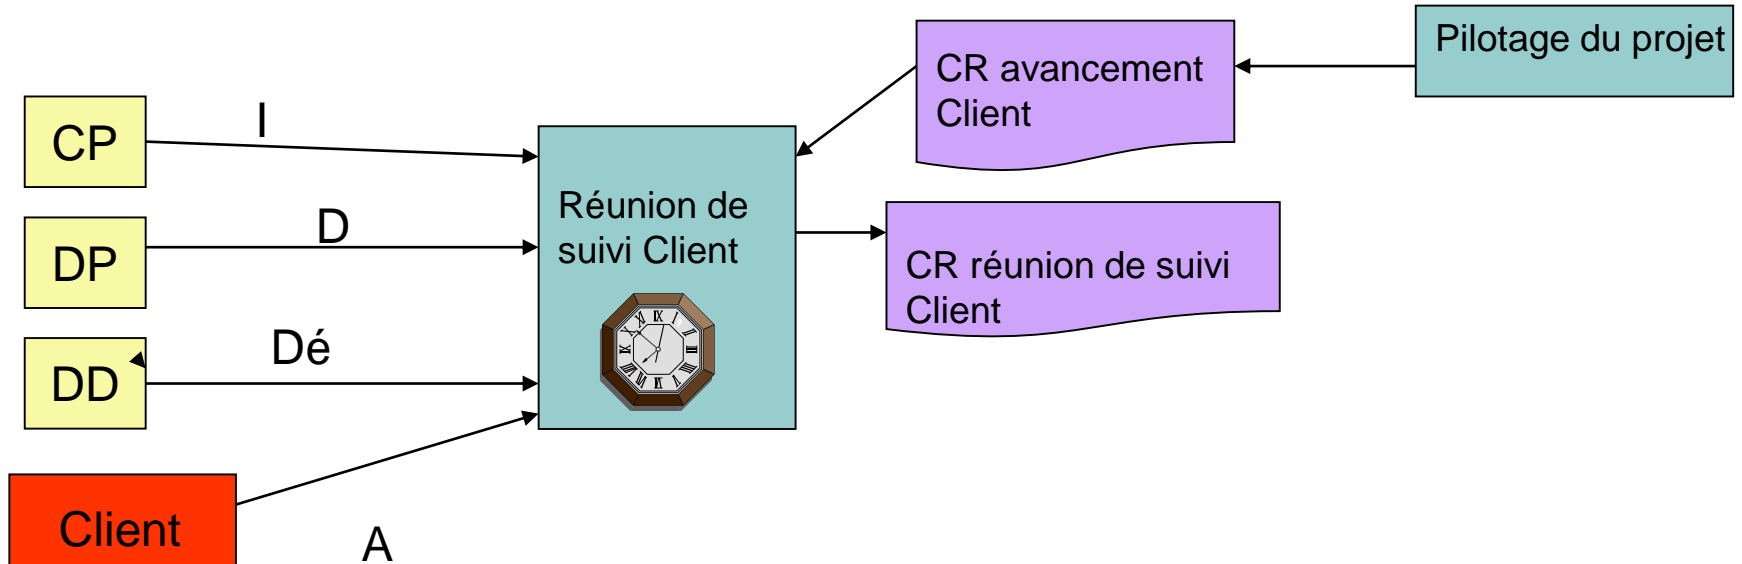 Pilotage du projet
CR avancement
Client
CP
I
DP
D
Réunion de
suivi Client
CR réunion de suivi
Client
DD
Dé
Client
A